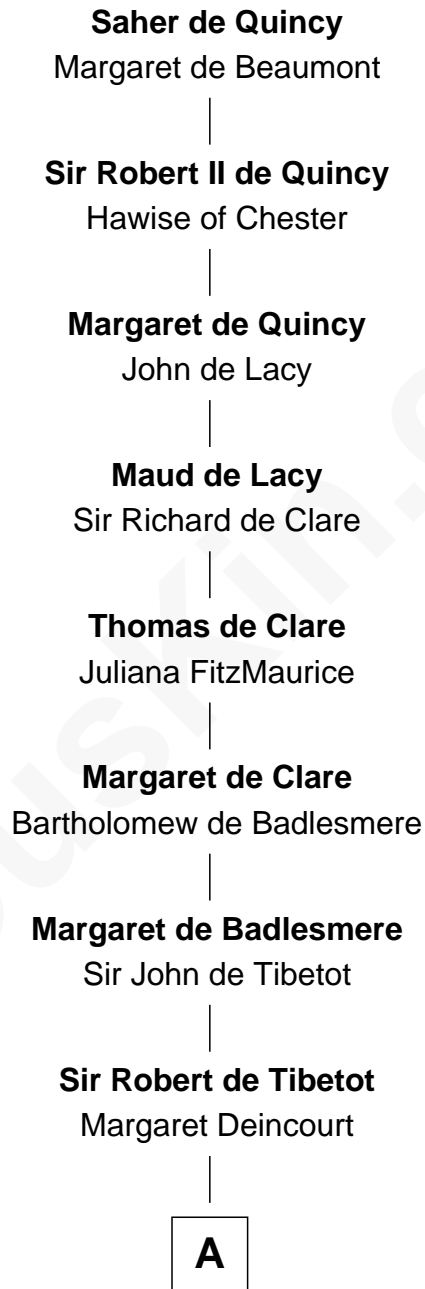 Saher de Quincy
Margaret de Beaumont
Sir Robert II de Quincy
Hawise of Chester
Margaret de Quincy
John de Lacy
Maud de Lacy
Sir Richard de Clare
Thomas de Clare
Juliana FitzMaurice
Margaret de Clare
Bartholomew de Badlesmere
Margaret de Badlesmere
Sir John de Tibetot
Sir Robert de Tibetot
Margaret Deincourt
A